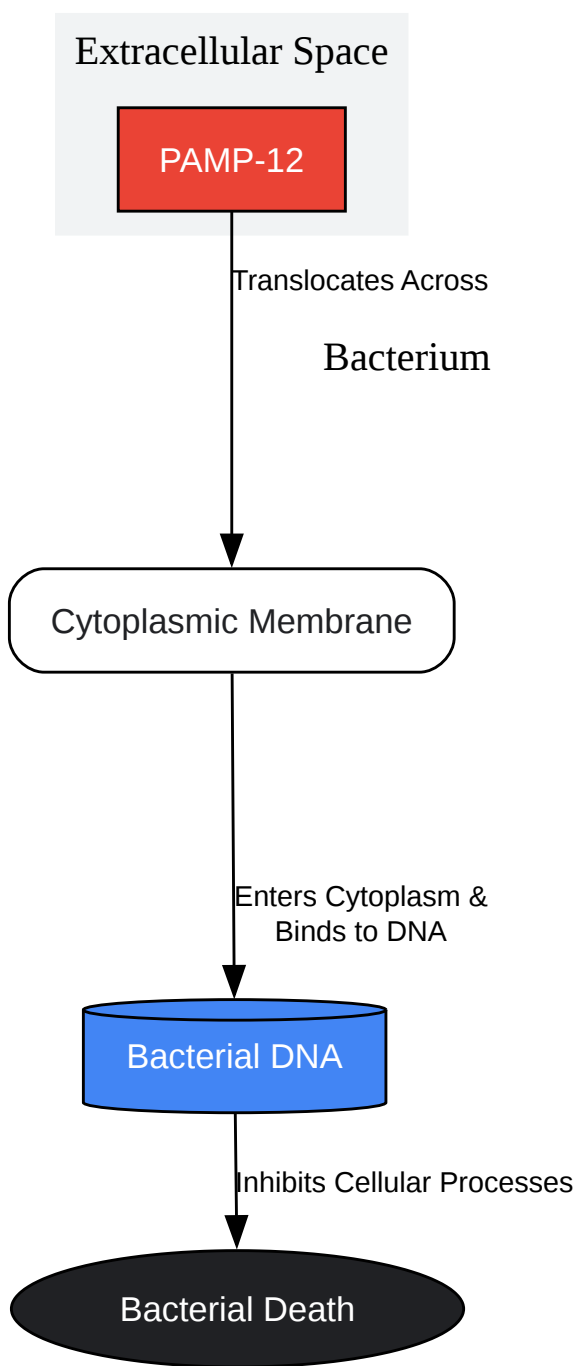 Extracellular Space
PAMP-12
Translocates Across
Bacterium
Cytoplasmic Membrane
Enters Cytoplasm &
Binds to DNA
Bacterial DNA
Inhibits Cellular Processes
Bacterial Death